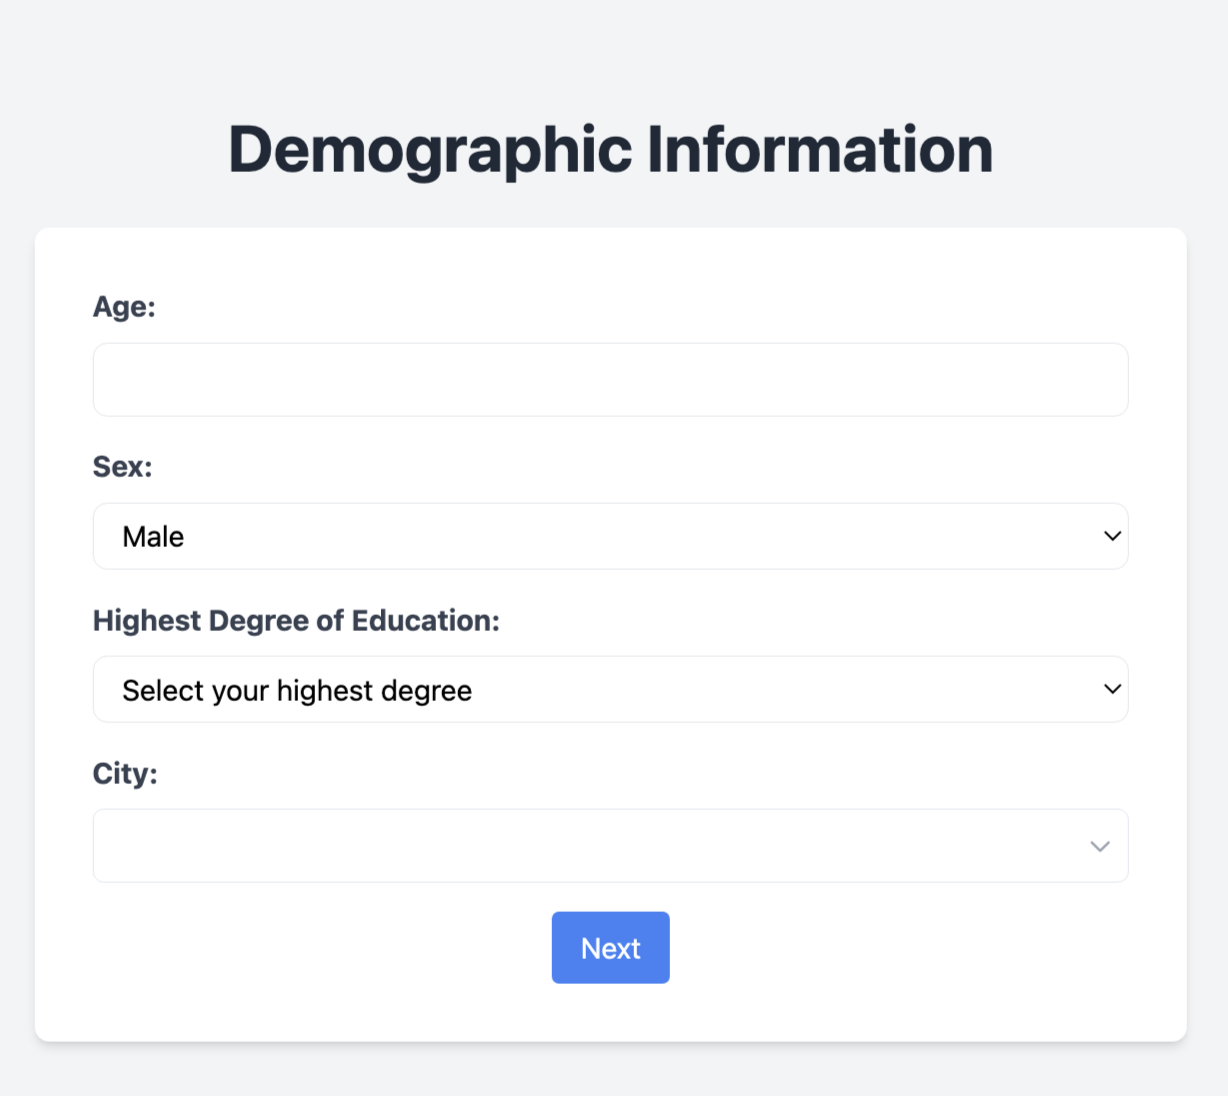 Demographic Information
Age:
Sex:
Male
Highest Degree of Education:
Select your highest degree
City:
Next